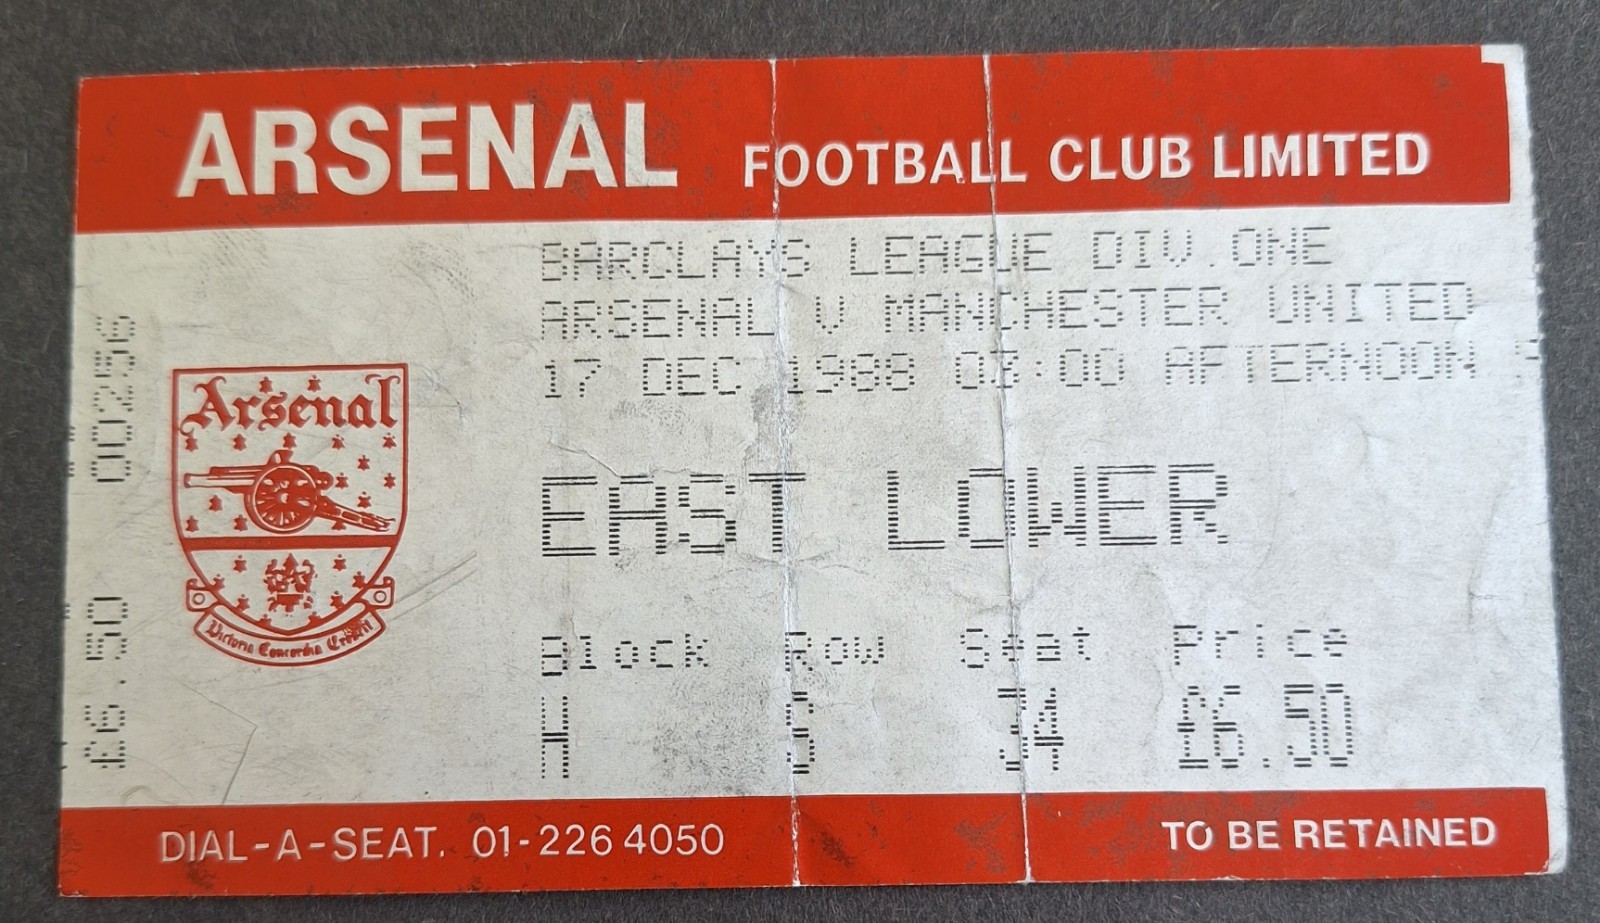 ARSENAL FOOTBALL CLUB LIMITED
BARCLAYS LEAGUE DIV.ONE
ARSENAL V MANCHESTER UNITED
17 DEC 1988 03:00 AFTERNOON
EAST LOWER
Block Row Seat Price
H S 34 £6.50
£6.50 000256
Arsenal
Victoria Concordia Crescit
DIAL-A-SEAT. 01-226 4050
TO BE RETAINED